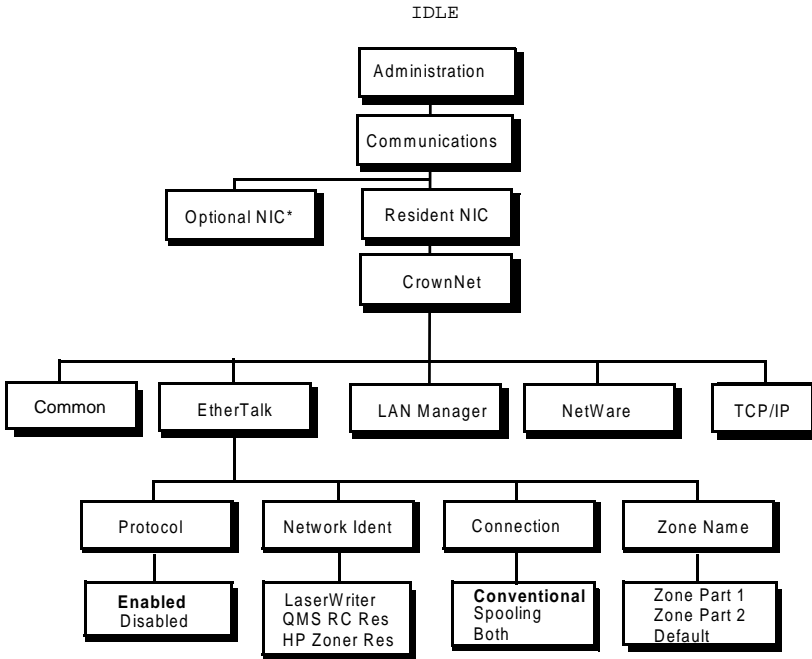 IDLE
Administration
Communications
Optional NIC*
Resident NIC
CrownNet
Common
EtherTalk
LAN Manager
NetWare
TCP/IP
Protocol
Network Ident
Connection
Zone Name
Enabled
Disabled
LaserWriter
QMS RC Res
HP Zoner Res
Conventional
Spooling
Both
Zone Part 1
Zone Part 2
Default